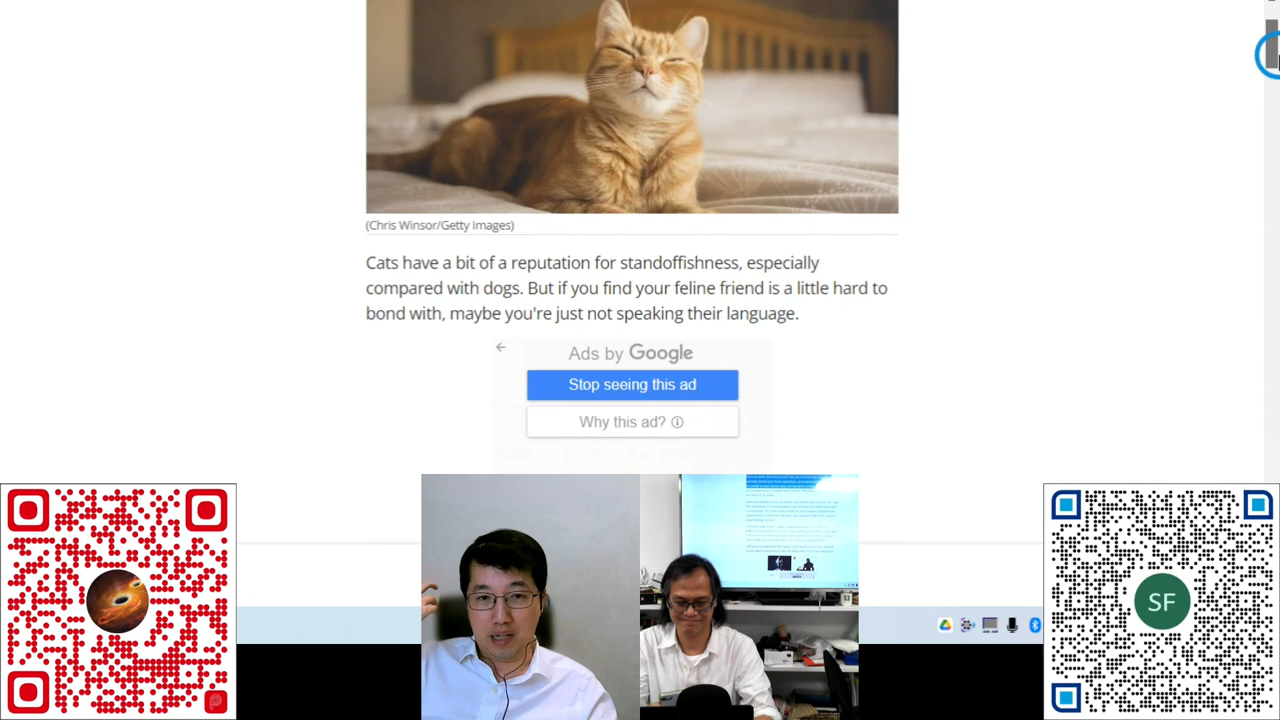 (Chris Winsor/Getty Images)
Cats have a bit of a reputation for standoffishness, especially
compared with dogs. But if you find your feline friend is a little hard to
bond with, maybe you're just not speaking their language.
Ads by Google
Stop seeing this ad
Why this ad?
SF